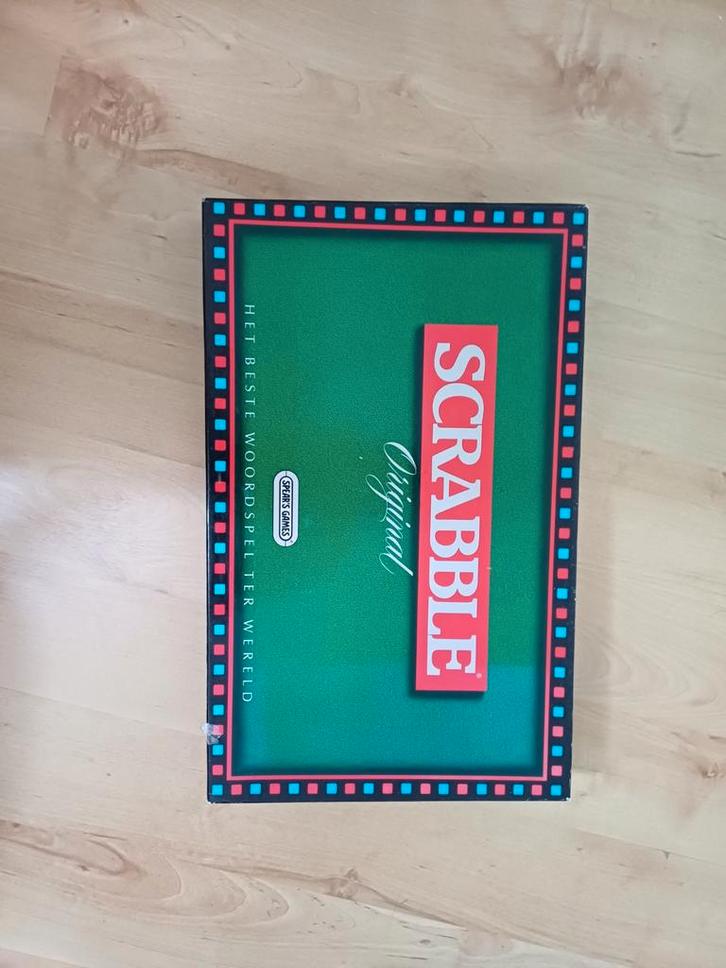 SCRABBLE®
Original
SPEAR'S GAMES
HET BESTE WOORDSPEL TER WERELD